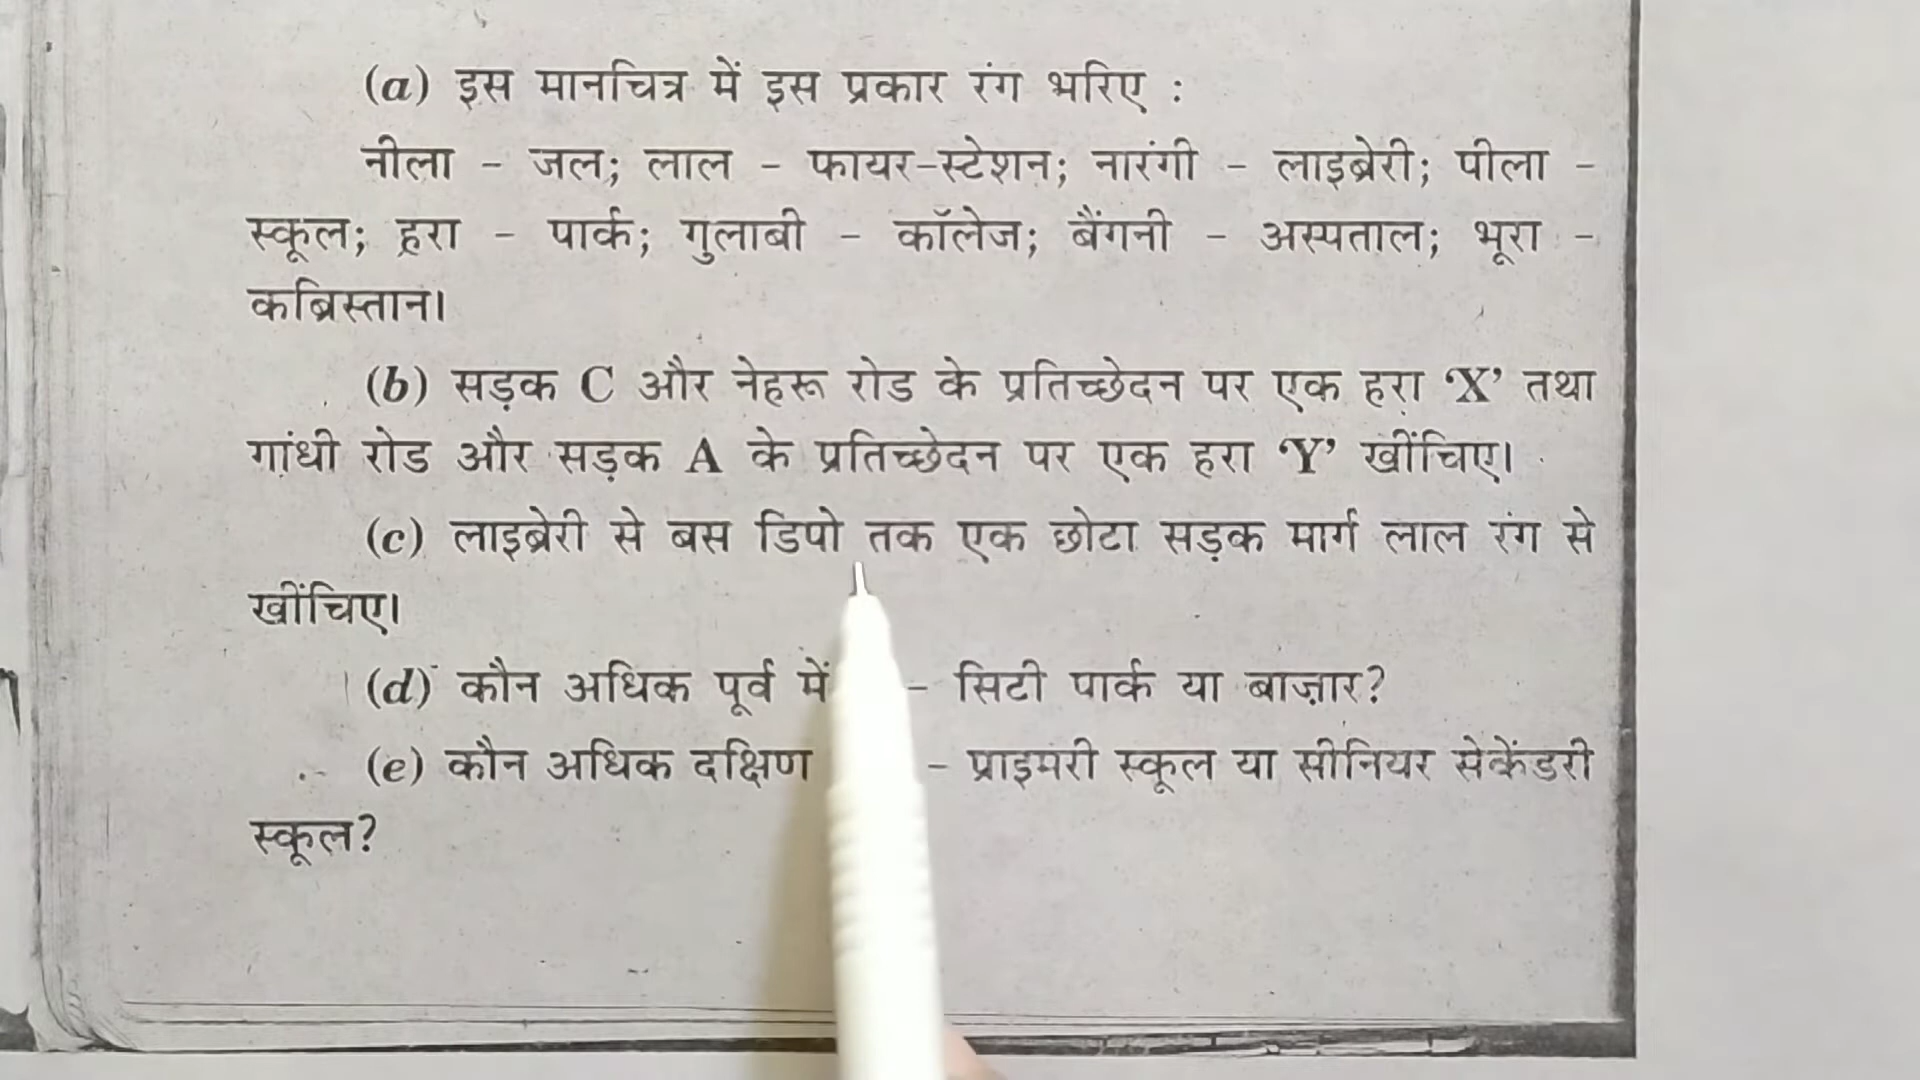 (a) इस मानचित्र में इस प्रकार रंग भरिए :
नीला - जल; लाल - फायर-स्टेशन; नारंगी - लाइब्रेरी; पीला -
स्कूल; हरा - पार्क; गुलाबी - कॉलेज; बैंगनी - अस्पताल; भूरा -
कब्रिस्तान।
(b) सड़क C और नेहरू रोड के प्रतिच्छेदन पर एक हरा ‘X’ तथा
गांधी रोड और सड़क A के प्रतिच्छेदन पर एक हरा ‘Y’ खींचिए।
(c) लाइब्रेरी से बस डिपो तक एक छोटा सड़क मार्ग लाल रंग से
खींचिए।
(d) कौन अधिक पूर्व में - सिटी पार्क या बाज़ार?
(e) कौन अधिक दक्षिण - प्राइमरी स्कूल या सीनियर सेकेंडरी
स्कूल?